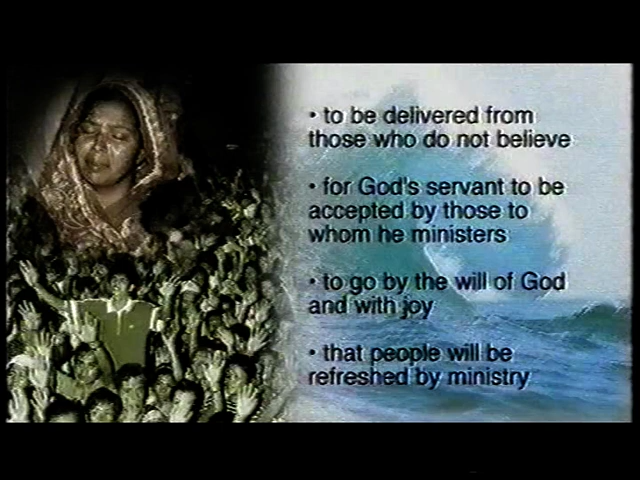 • to be delivered from
those who do not believe
• for God's servant to be
accepted by those to
whom he ministers
• to go by the will of God
and with joy
• that people will be
refreshed by ministry